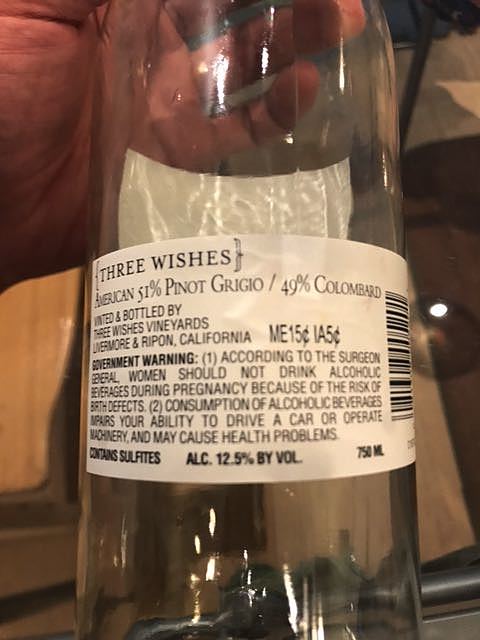 {THREE WISHES}
AMERICAN 51% PINOT GRIGIO / 49% COLOMBARD
VINTED & BOTTLED BY
THREE WISHES VINEYARDS
LIVERMORE & RIPON, CALIFORNIA ME15¢ IA5¢
GOVERNMENT WARNING: (1) ACCORDING TO THE SURGEON
GENERAL, WOMEN SHOULD NOT DRINK ALCOHOLIC
BEVERAGES DURING PREGNANCY BECAUSE OF THE RISK OF
BIRTH DEFECTS. (2) CONSUMPTION OF ALCOHOLIC BEVERAGES
IMPAIRS YOUR ABILITY TO DRIVE A CAR OR OPERATE
MACHINERY, AND MAY CAUSE HEALTH PROBLEMS.
CONTAINS SULFITES ALC. 12.5% BY VOL. 750 ML